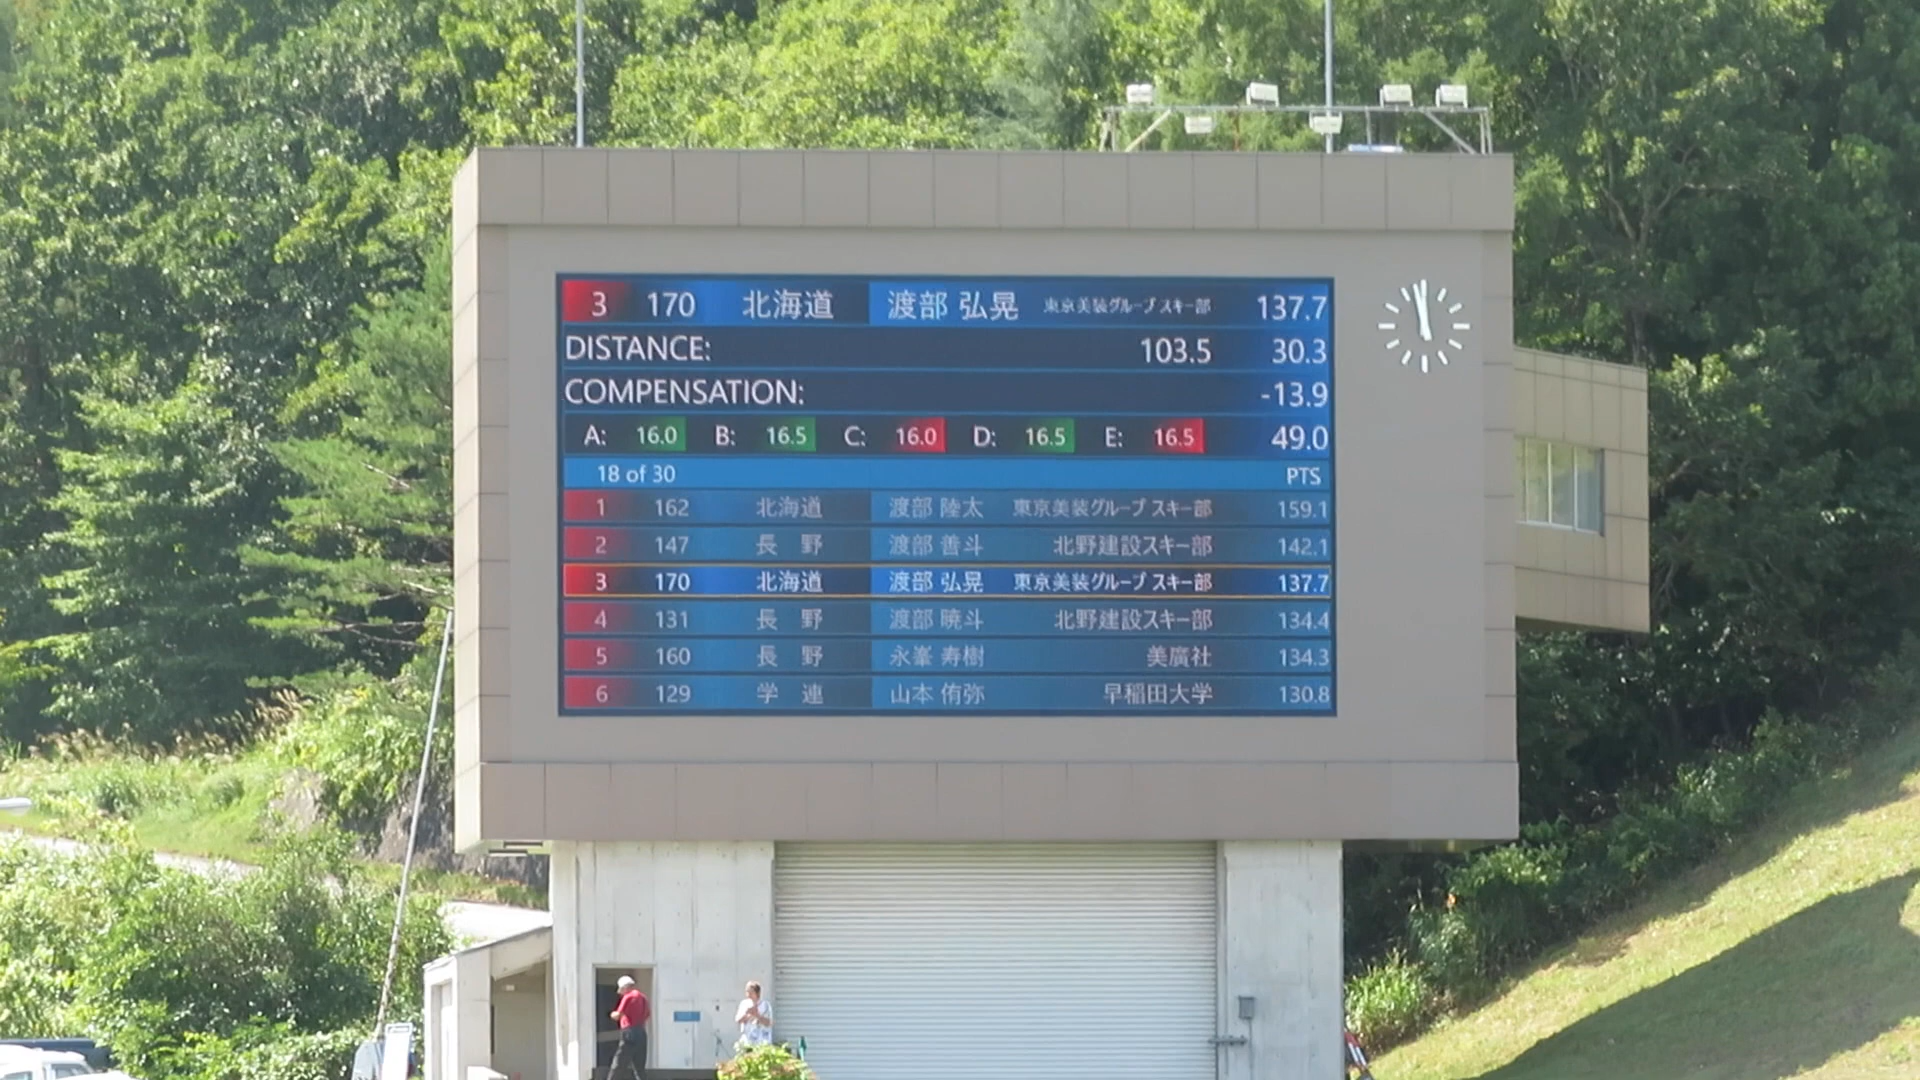 3 170 北海道 渡部 弘晃 東京美装グループ スキー部 137.7
DISTANCE: 103.5 30.3
COMPENSATION: -13.9
A: 16.0 B: 16.5 C: 16.0 D: 16.5 E: 16.5 49.0
18 of 30 PTS
1 162 北海道 渡部 陸太 東京美装グループ スキー部 159.1
2 147 長 野 渡部 善斗 北野建設スキー部 142.1
3 170 北海道 渡部 弘晃 東京美装グループ スキー部 137.7
4 131 長 野 渡部 暁斗 北野建設スキー部 134.4
5 160 長 野 永峯 寿樹 美廣社 134.3
6 129 学 連 山本 侑弥 早稲田大学 130.8